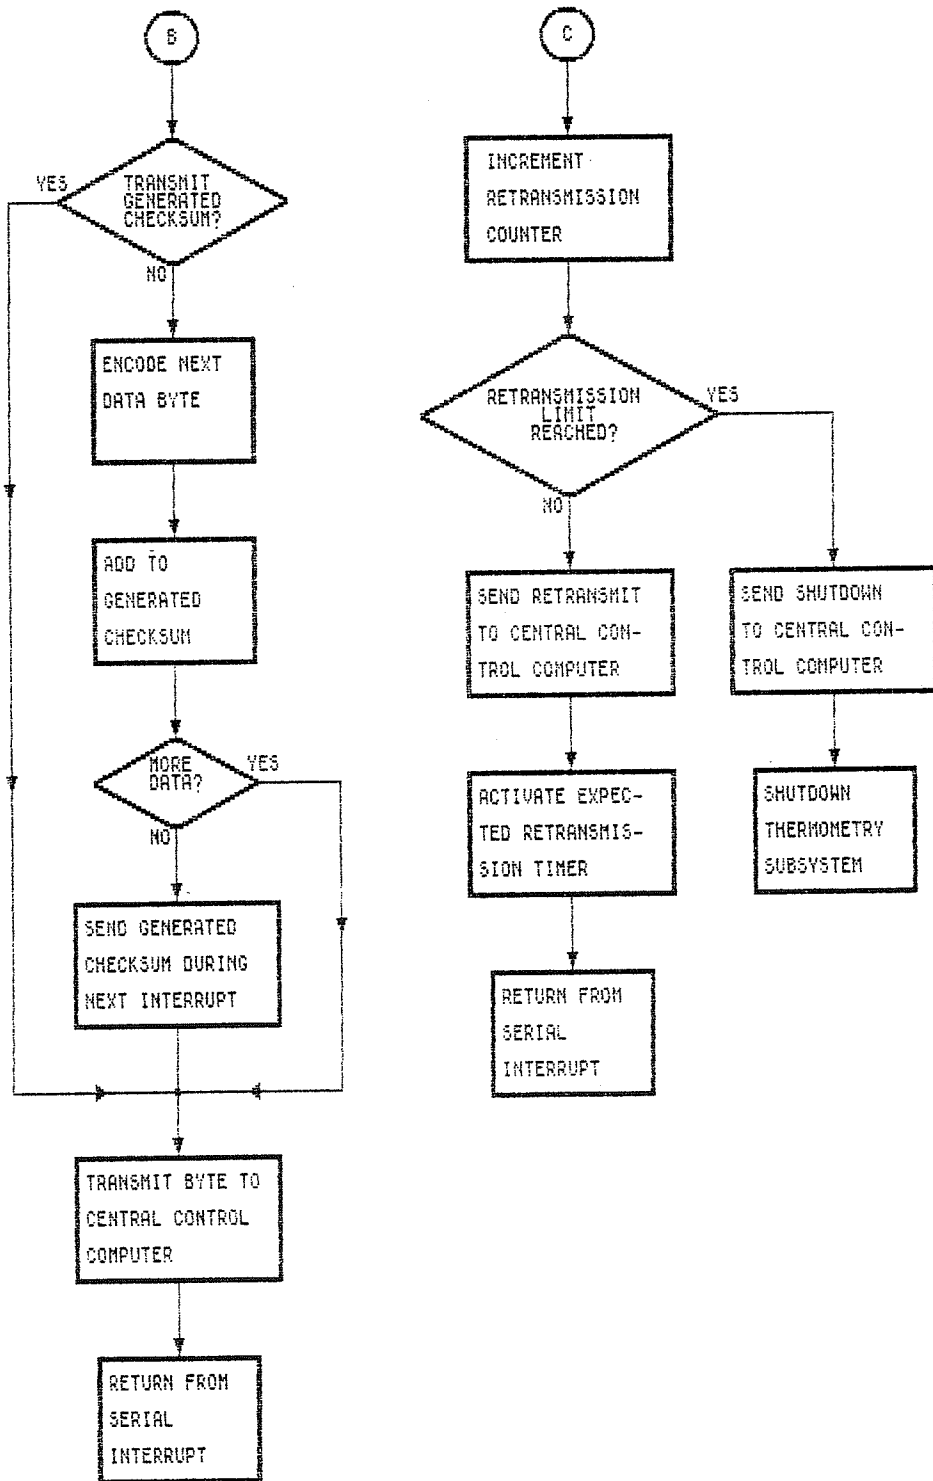 B
TRANSMIT
GENERATED
CHECKSUM?
YES
NO
ENCODE NEXT
DATA BYTE
ADD TO
GENERATED
CHECKSUM
MORE
DATA?
YES
NO
SEND GENERATED
CHECKSUM DURING
NEXT INTERRUPT
TRANSMIT BYTE TO
CENTRAL CONTROL
COMPUTER
RETURN FROM
SERIAL
INTERRUPT
C
INCREMENT
RETRANSMISSION
COUNTER
RETRANSMISSION
LIMIT
REACHED?
YES
NO
SEND RETRANSMIT
TO CENTRAL CON-
TROL COMPUTER
ACTIVATE EXPEC-
TED RETRANSMIS-
SION TIMER
RETURN FROM
SERIAL
INTERRUPT
SEND SHUTDOWN
TO CENTRAL CON-
TROL COMPUTER
SHUTDOWN
THERMOMETRY
SUBSYSTEM